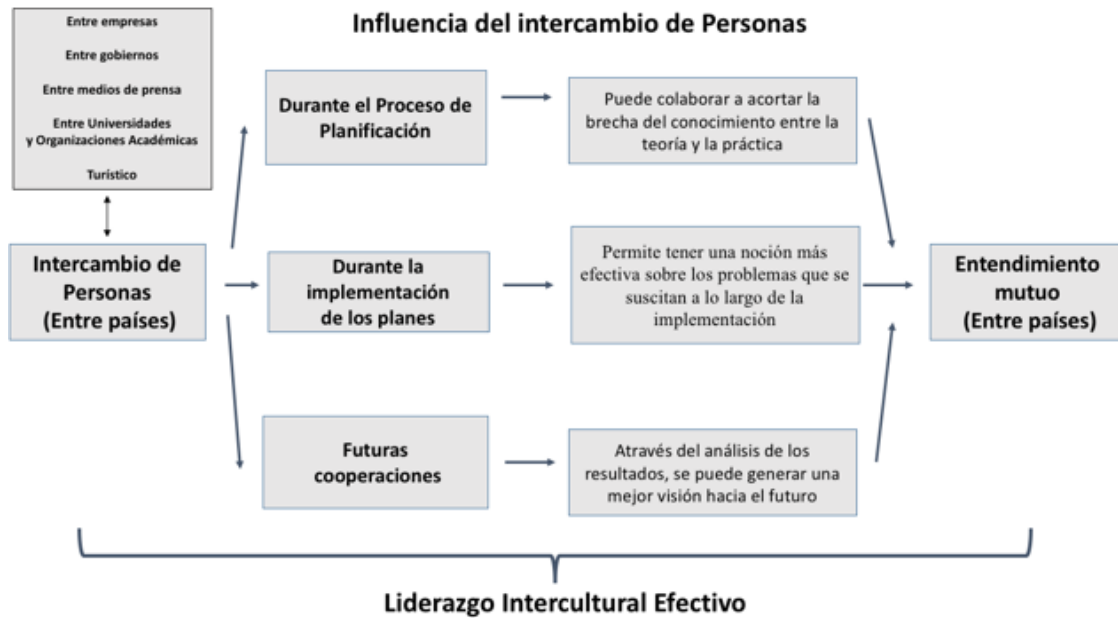 Influencia del intercambio de Personas
Entre empresas
Entre gobiernos
Entre medios de prensa
Entre Universidades
y Organizaciones Académicas
Turístico
Intercambio de
Personas
(Entre países)
Durante el Proceso de
Planificación
Puede colaborar a acortar la
brecha del conocimiento entre la
teoría y la práctica
Durante la
implementación
de los planes
Permite tener una noción más
efectiva sobre los problemas que se
suscitan a lo largo de la
implementación
Futuras
cooperaciones
Através del análisis de los
resultados, se puede generar una
mejor visión hacia el futuro
Entendimiento
mutuo
(Entre países)
Liderazgo Intercultural Efectivo